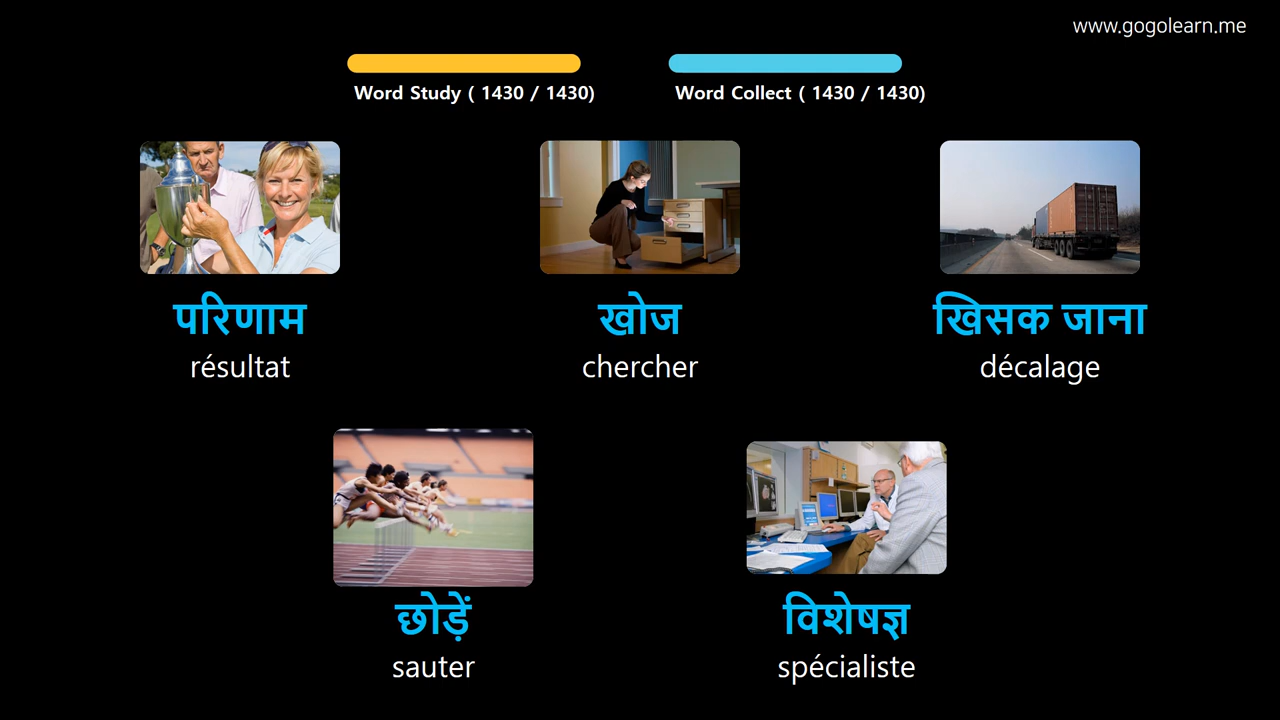 www.gogolearn.me
Word Study ( 1430 / 1430)
Word Collect ( 1430 / 1430)
परिणाम
résultat
खोज
chercher
खिसक जाना
décalage
छोड़ें
sauter
विशेषज्ञ
spécialiste